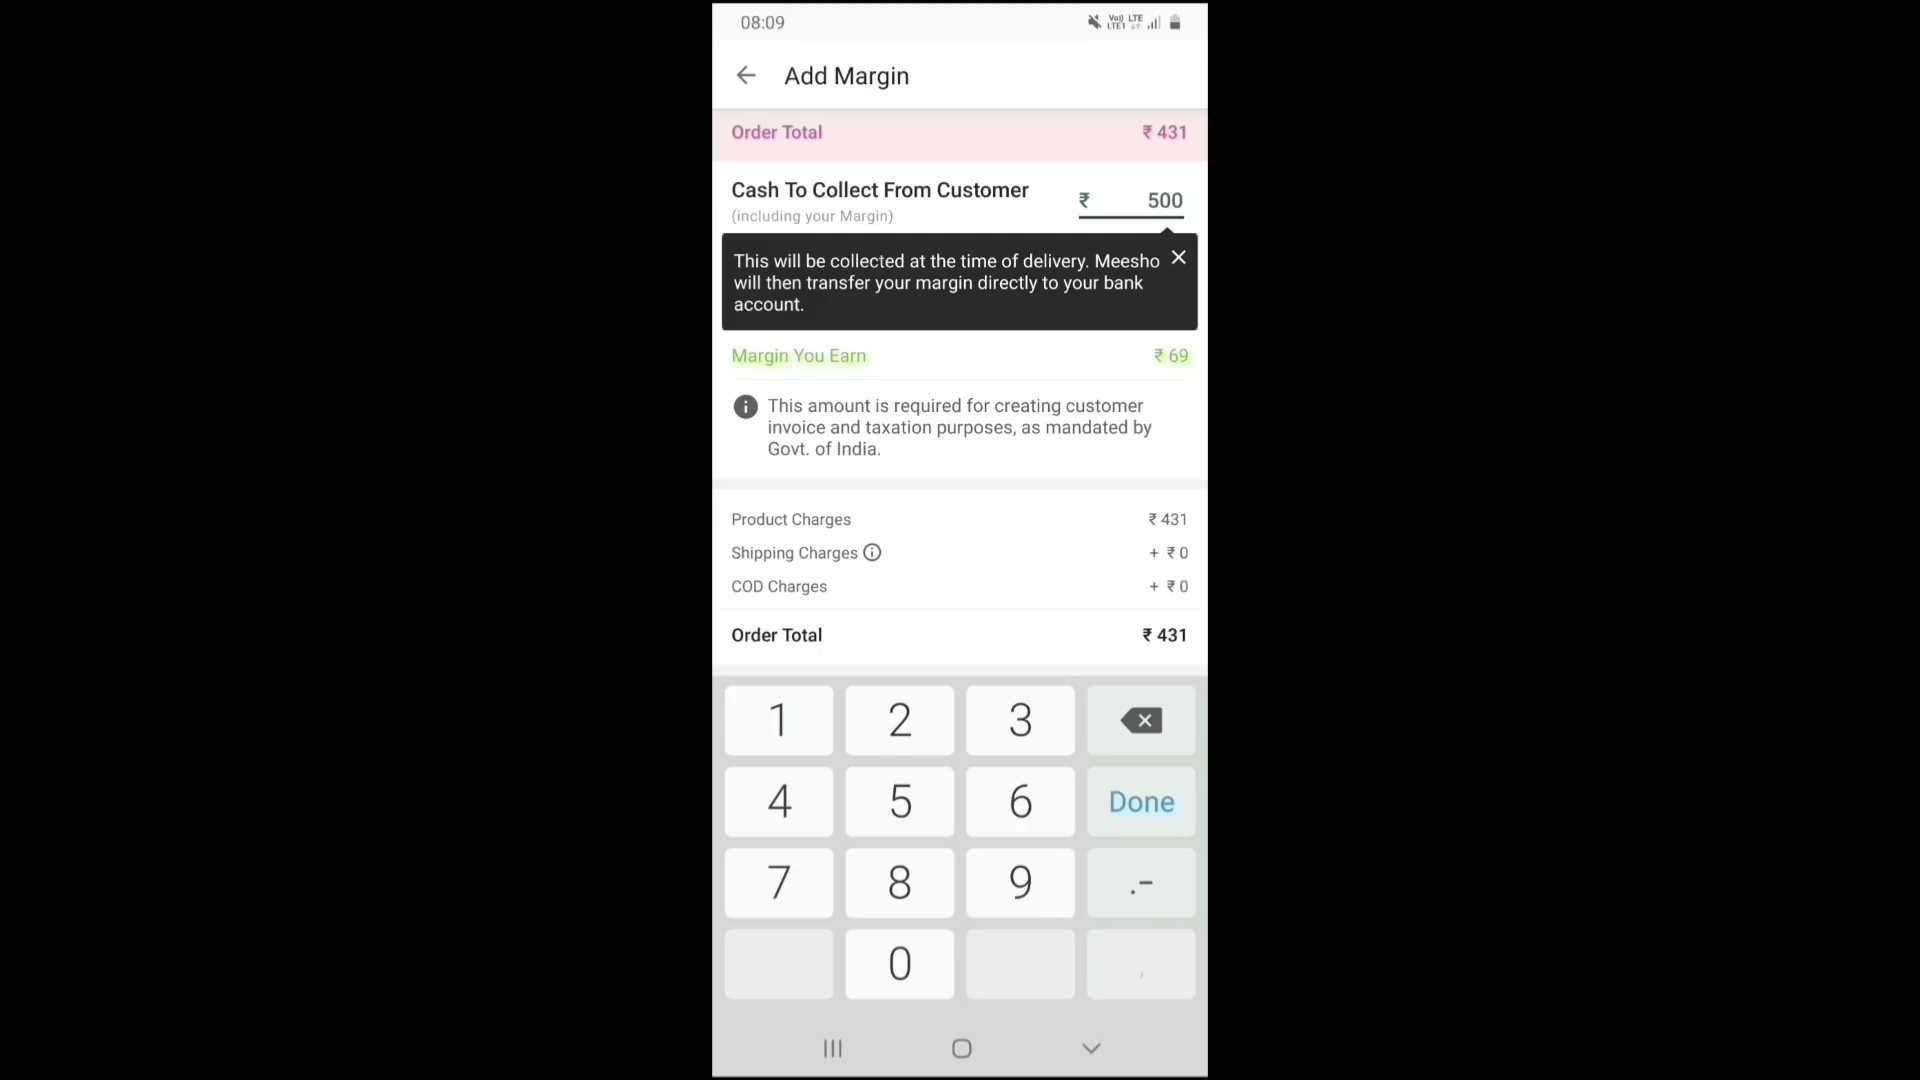 08:09
Vo)) LTE
LTE1
Add Margin
Order Total ₹ 431
Cash To Collect From Customer
(including your Margin)
₹ 500
This will be collected at the time of delivery. Meesho
will then transfer your margin directly to your bank
account.
Margin You Earn ₹ 69
This amount is required for creating customer
invoice and taxation purposes, as mandated by
Govt. of India.
Product Charges ₹ 431
Shipping Charges + ₹ 0
COD Charges + ₹ 0
Order Total ₹ 431
1 2 3
4 5 6 Done
7 8 9 .-
0 ,